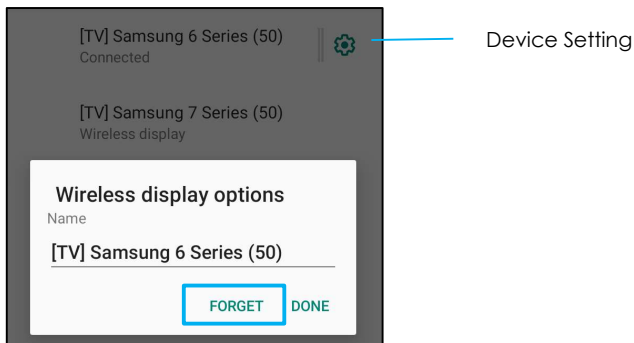 [TV] Samsung 6 Series (50)
Connected
Device Setting
[TV] Samsung 7 Series (50)
Wireless display
Wireless display options
Name
[TV] Samsung 6 Series (50)
FORGET DONE